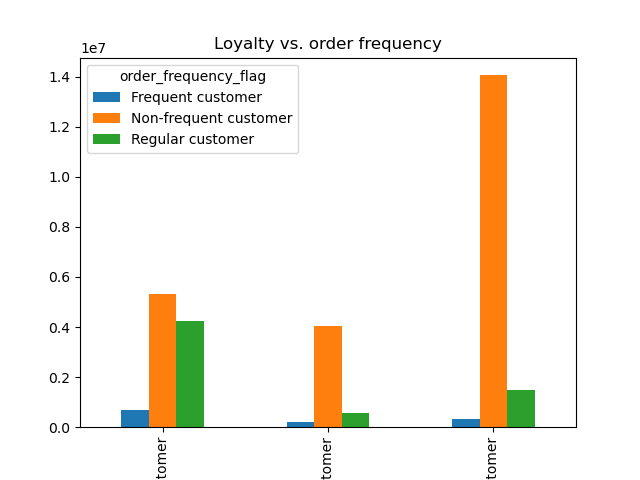 Loyalty vs. order frequency
1e7
order_frequency_flag
Frequent customer
Non-frequent customer
Regular customer
1.4
1.2
1.0
0.8
0.6
0.4
0.2
0.0
tomer
tomer
tomer